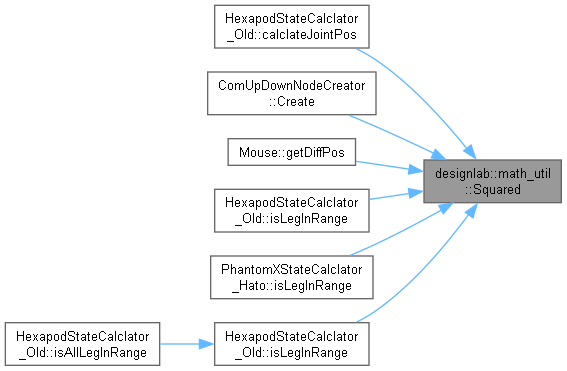 HexapodStateCalclator
_Old::calclateJointPos
ComUpDownNodeCreator
::Create
Mouse::getDiffPos
designlab::math_util
::Squared
HexapodStateCalclator
_Old::isLegInRange
PhantomXStateCalclator
_Hato::isLegInRange
HexapodStateCalclator
_Old::isAllLegInRange
HexapodStateCalclator
_Old::isLegInRange